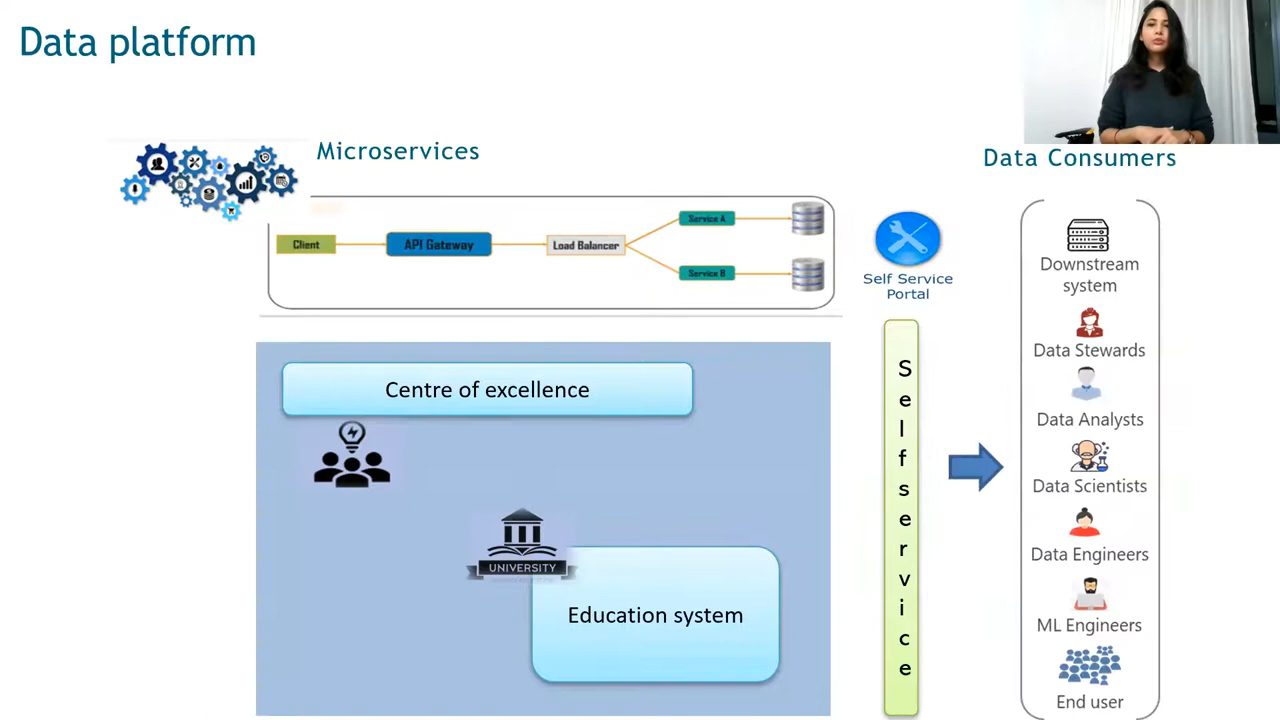 Data platform
Microservices
Data Consumers
Client
API Gateway
Load Balancer
Service A
Service B
Self Service
Portal
Centre of excellence
UNIVERSITY
Education system
S
e
l
f
s
e
r
v
i
c
e
Downstream
system
Data Stewards
Data Analysts
Data Scientists
Data Engineers
ML Engineers
End user